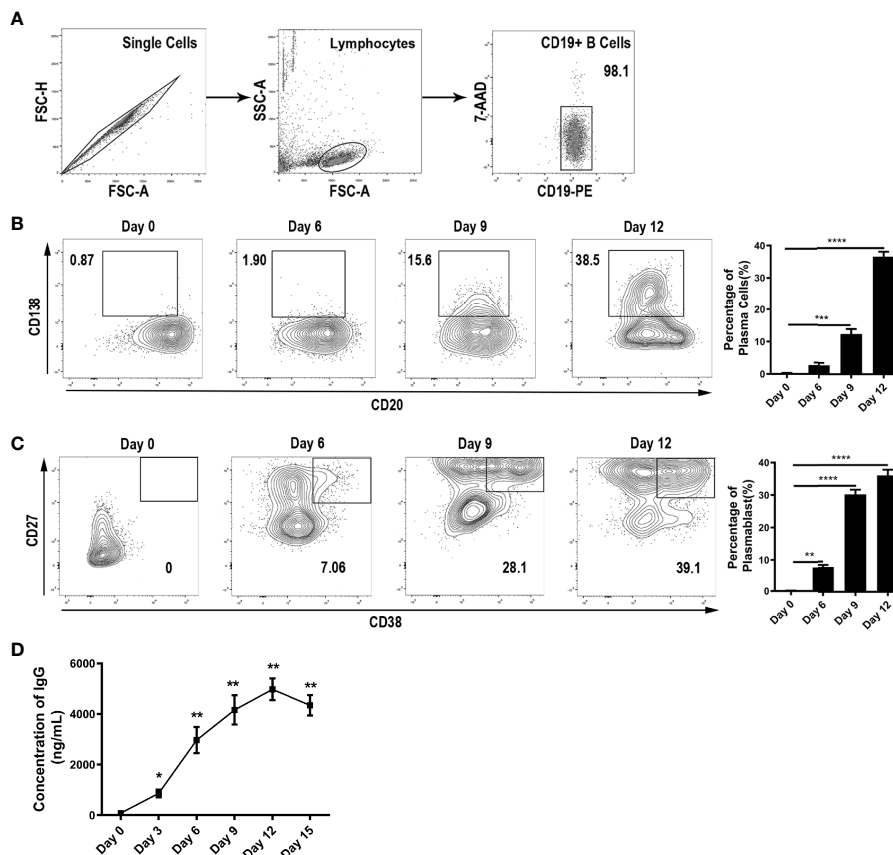 A
Single Cells
FSC-H
FSC-A
Lymphocytes
SSC-A
FSC-A
CD19+ B Cells
98.1
7-AAD
CD19-PE
B
Day 0
Day 6
Day 9
Day 12
0.87
1.90
15.6
38.5
CD138
CD20
Percentage of
Plasma Cells(%)
40
30
20
10
0
****
***
Day 0
Day 6
Day 9
Day 12
C
Day 0
Day 6
Day 9
Day 12
0
7.06
28.1
39.1
CD27
CD38
Percentage of
Plasmablast(%)
40
30
20
10
0
****
****
**
Day 0
Day 6
Day 9
Day 12
D
Concentration of IgG
(ng/mL)
6000
4000
2000
0
*
**
**
**
**
Day 0
Day 3
Day 6
Day 9
Day 12
Day 15